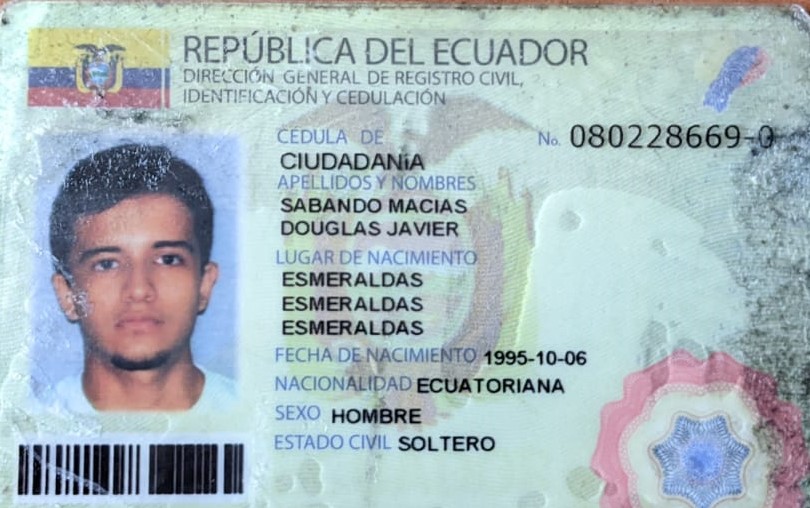 REPÚBLICA DEL ECUADOR
DIRECCIÓN GENERAL DE REGISTRO CIVIL,
IDENTIFICACIÓN Y CEDULACIÓN
CÉDULA DE No. 080228669-0
CIUDADANÍA
APELLIDOS Y NOMBRES
SABANDO MACIAS
DOUGLAS JAVIER
LUGAR DE NACIMIENTO
ESMERALDAS
ESMERALDAS
ESMERALDAS
FECHA DE NACIMIENTO 1995-10-06
NACIONALIDAD ECUATORIANA
SEXO HOMBRE
ESTADO CIVIL SOLTERO